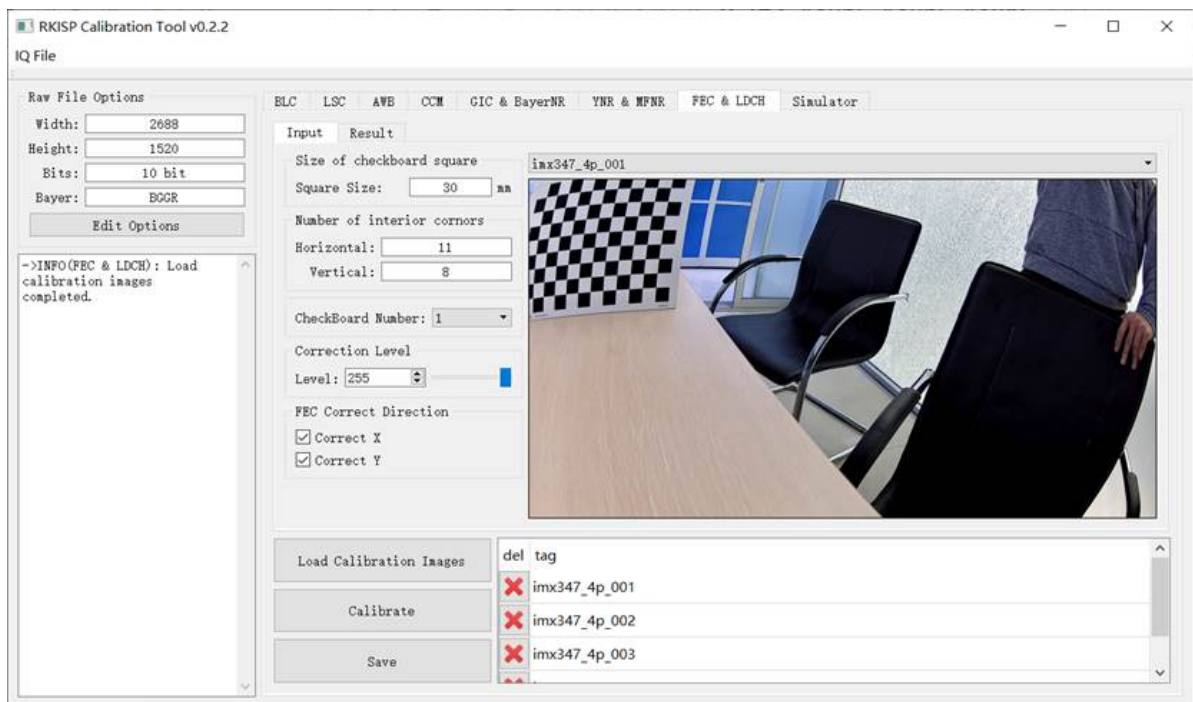 RKISP Calibration Tool v0.2.2
IQ File
Raw File Options
Width: 2688
Height: 1520
Bits: 10 bit
Bayer: BGGR
Edit Options
->INFO(FEC & LDCH): Load
calibration images
completed.
BLC LSC AWB CCM GIC & BayerNR YNR & MFNR FEC & LDCH Simulator
Input Result
Size of checkboard square
Square Size: 30 mm
Number of interior cornors
Horizontal: 11
Vertical: 8
CheckBoard Number: 1
Correction Level
Level: 255
FEC Correct Direction
Correct X
Correct Y
imx347_4p_001
Load Calibration Images
Calibrate
Save
del tag
imx347_4p_001
imx347_4p_002
imx347_4p_003